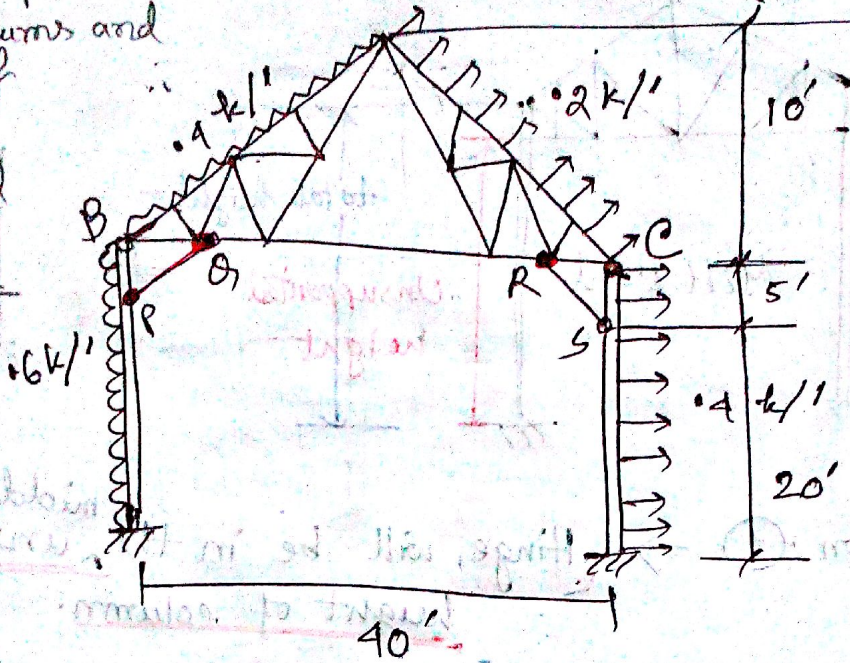 ums and
.4 k/'
.2 k/'
10'
B
Q
C
R
P
S
5'
.6k/'
.4 k/'
20'
40'